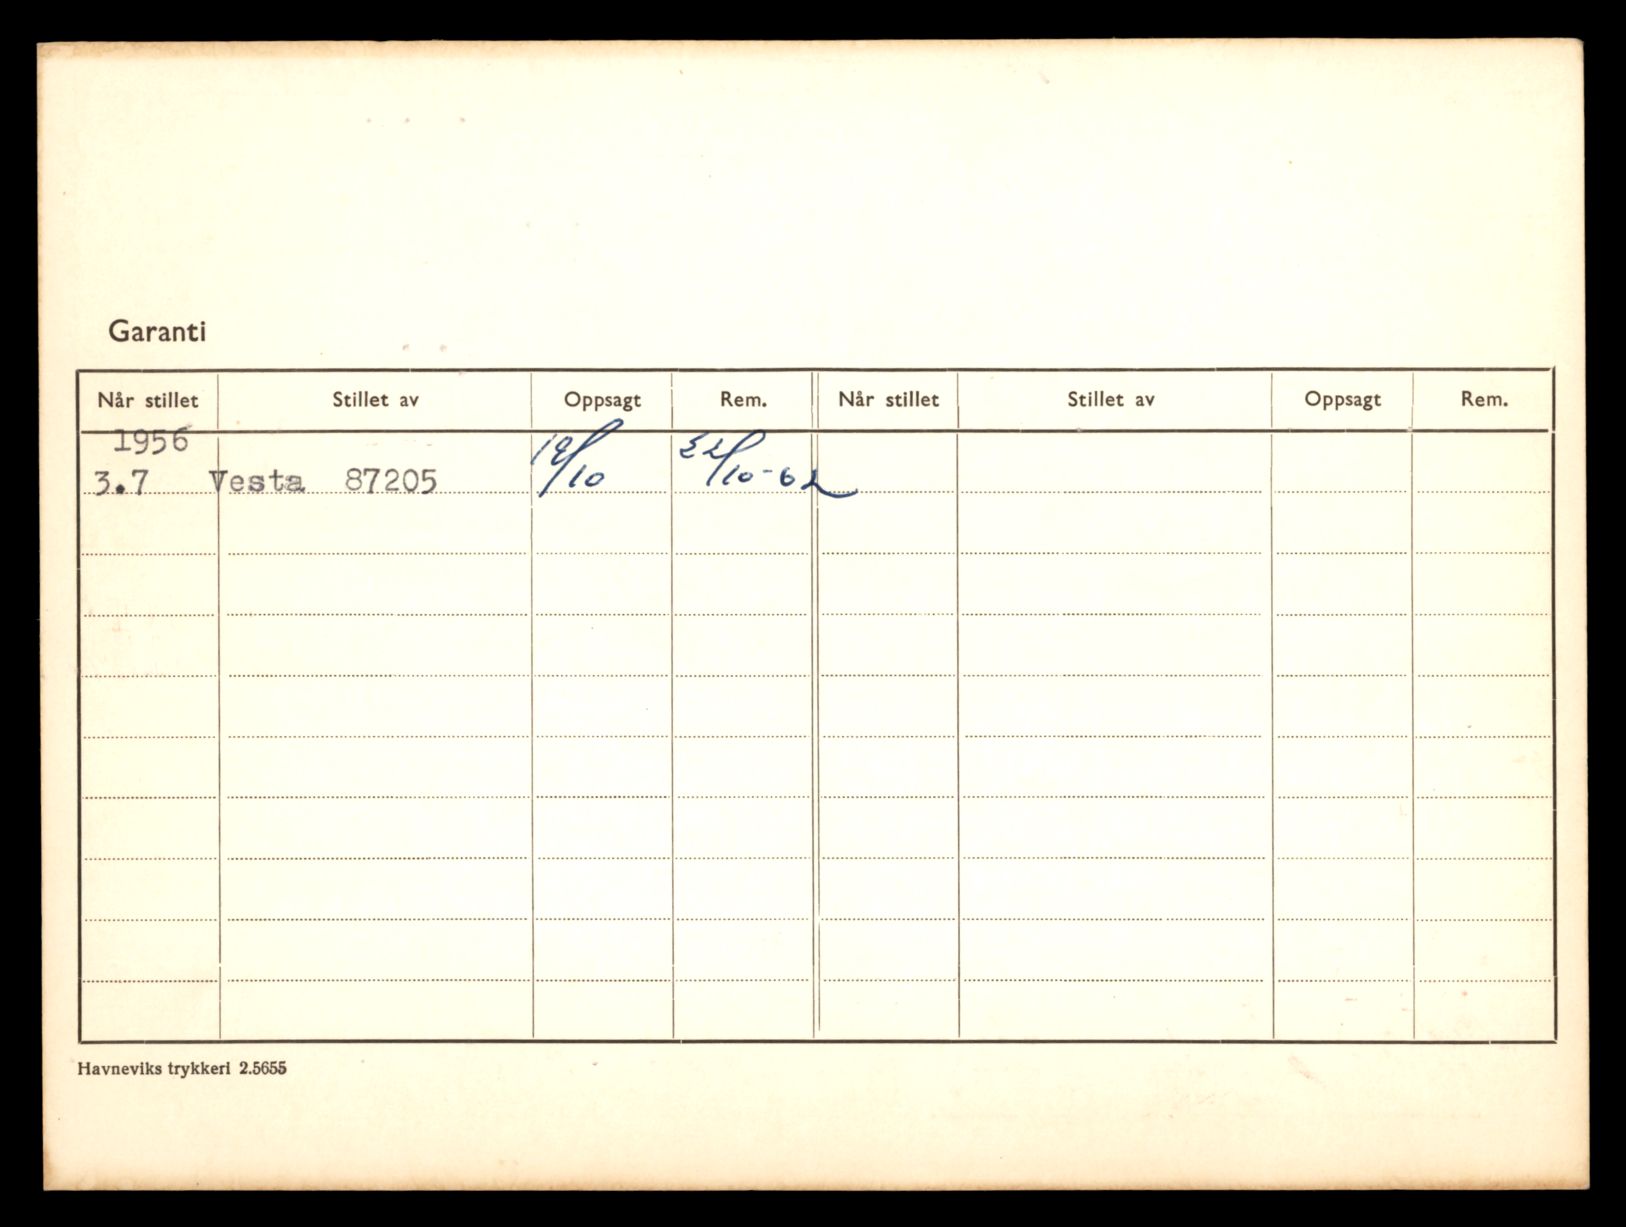 Garanti
Når stillet Stillet av Oppsagt Rem. Når stillet Stillet av Oppsagt Rem.
1956
3.7 Vesta 87205 19/10 22/10-62
Havneviks trykkeri 2.5655